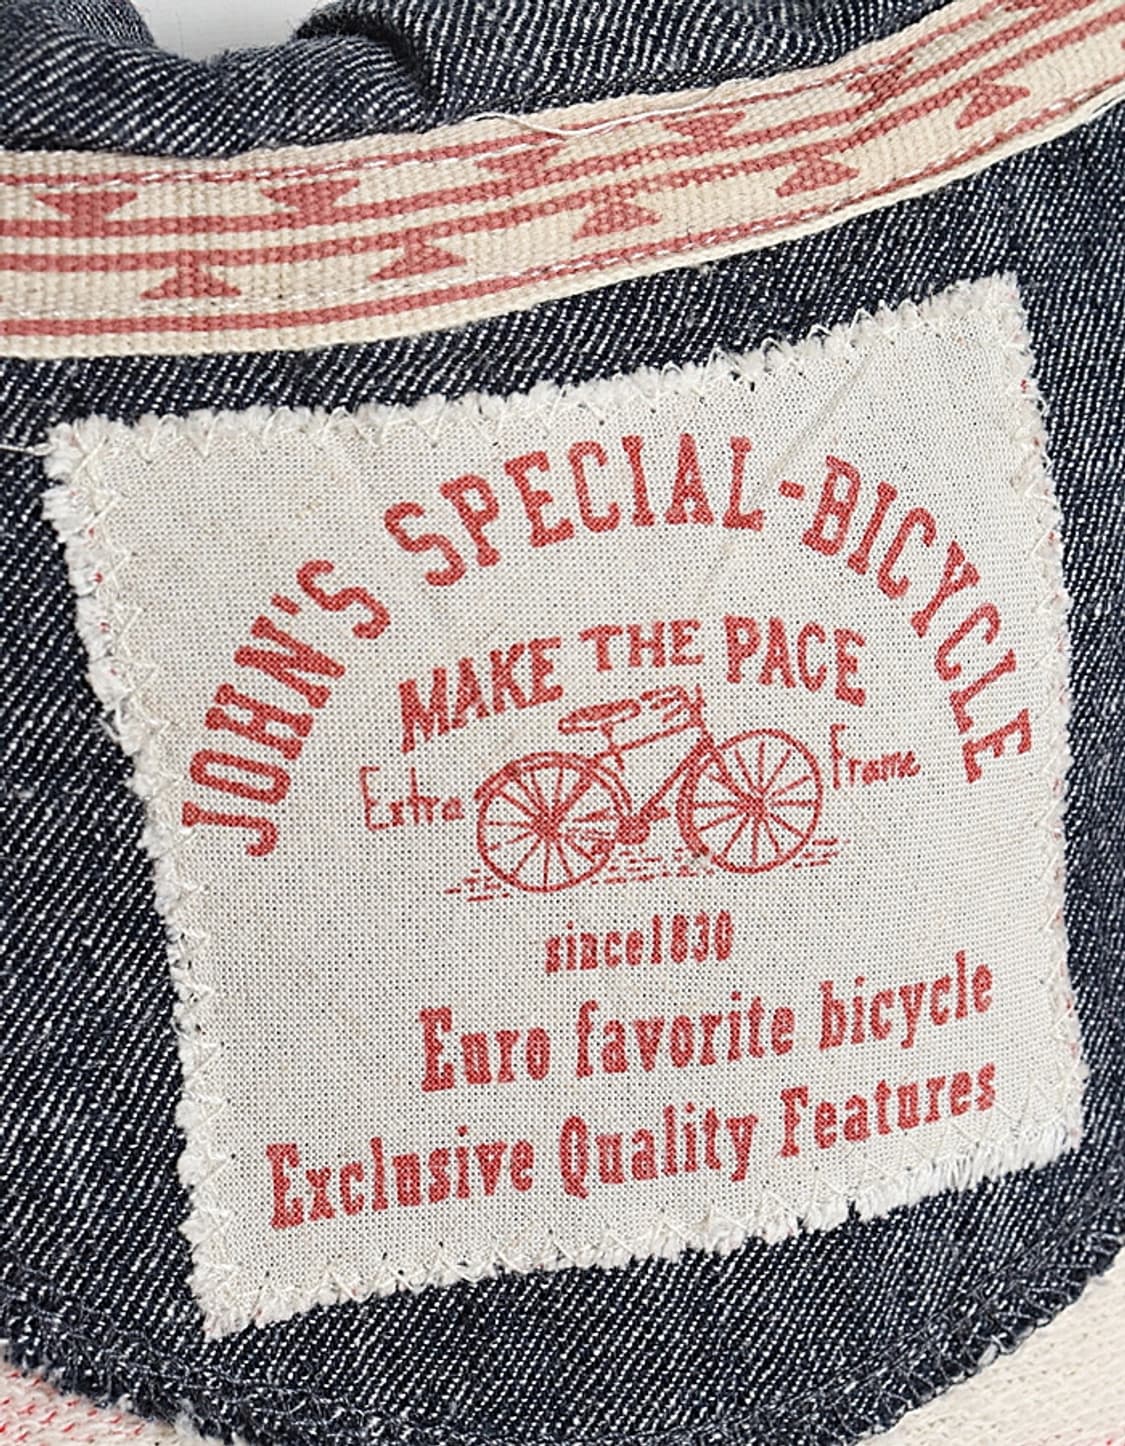 JOHN'S SPECIAL-BICYCLE
MAKE THE PACE
Extra Frame
since1830
Euro favorite bicycle
Exclusive Quality Features